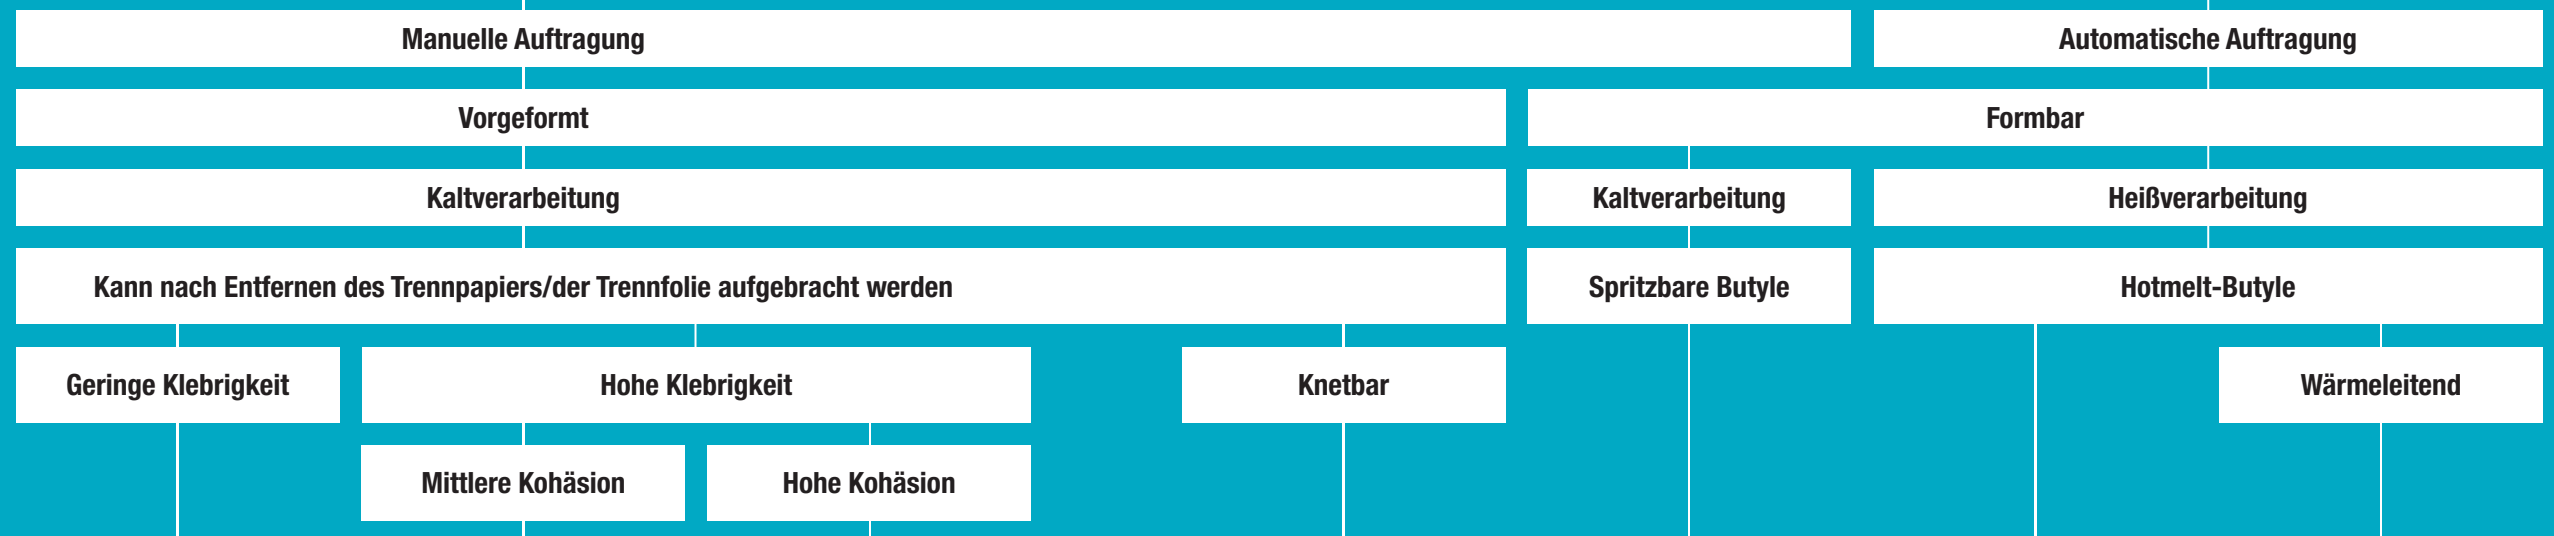 Manuelle Auftragung
Automatische Auftragung
Vorgeformt
Formbar
Kaltverarbeitung
Kaltverarbeitung
Heißverarbeitung
Kann nach Entfernen des Trennpapiers/der Trennfolie aufgebracht werden
Spritzbare Butyle
Hotmelt-Butyle
Geringe Klebrigkeit
Hohe Klebrigkeit
Knetbar
Wärmeleitend
Mittlere Kohäsion
Hohe Kohäsion